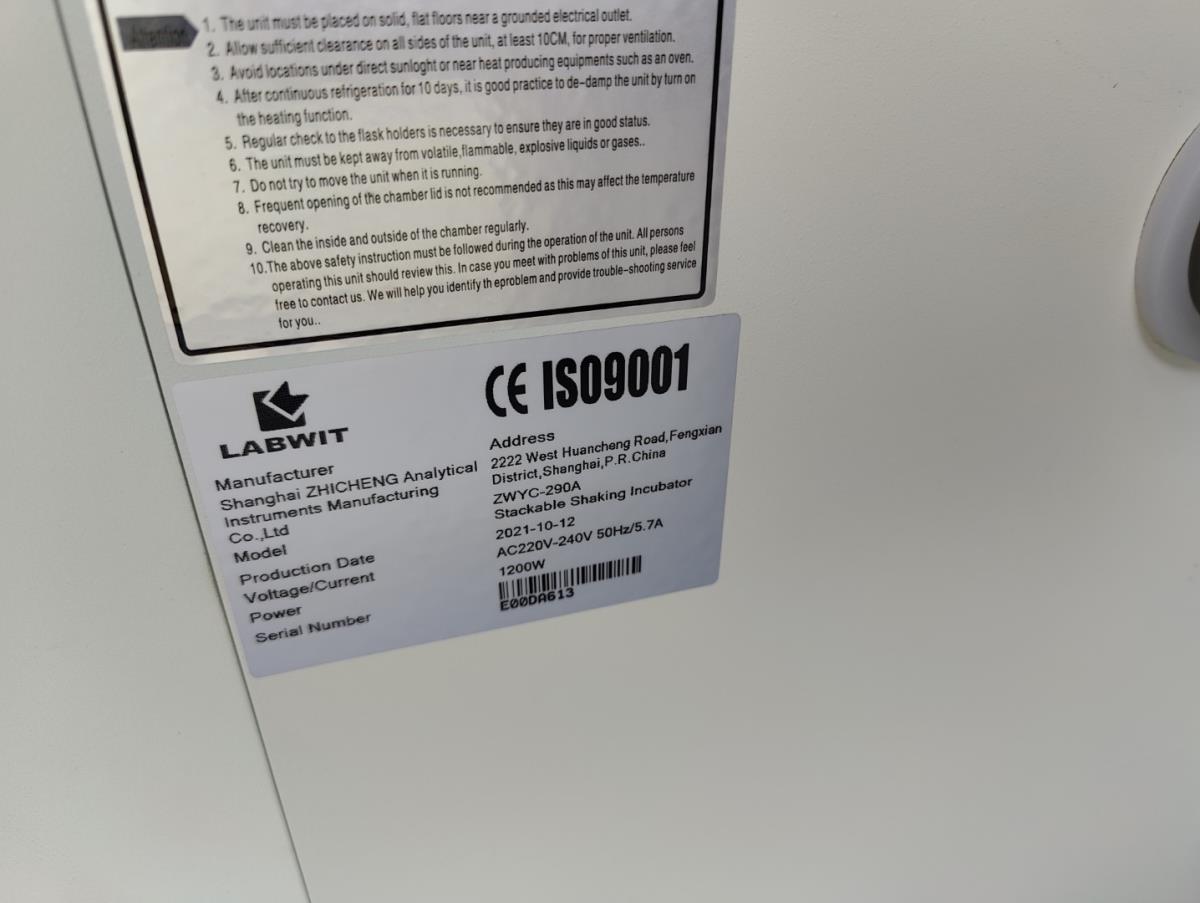 Attention
1. The unit must be placed on solid, flat floors near a grounded electrical outlet.
2. Allow sufficient clearance on all sides of the unit, at least 10CM, for proper ventilation.
3. Avoid locations under direct sunloght or near heat producing equipments such as an oven.
4. After continuous refrigeration for 10 days, it is good practice to de-damp the unit by turn on
the heating function.
5. Regular check to the flask holders is necessary to ensure they are in good status.
6. The unit must be kept away from volatile,flammable, explosive liquids or gases..
7. Do not try to move the unit when it is running.
8. Frequent opening of the chamber lid is not recommended as this may affect the temperature
recovery.
9. Clean the inside and outside of the chamber regularly.
10.The above safety instruction must be followed during the operation of the unit. All persons
operating this unit should review this. In case you meet with problems of this unit, please feel
free to contact us. We will help you identify th eproblem and provide trouble-shooting service
for you..
LABWIT
CE ISO9001
Manufacturer
Shanghai ZHICHENG Analytical
Instruments Manufacturing
Co.,Ltd
Address
2222 West Huancheng Road,Fengxian
District,Shanghai,P.R.China
Model
ZWYC-290A
Stackable Shaking Incubator
Production Date
2021-10-12
Voltage/Current
AC220V-240V 50Hz/5.7A
Power
1200W
Serial Number
E00DA613